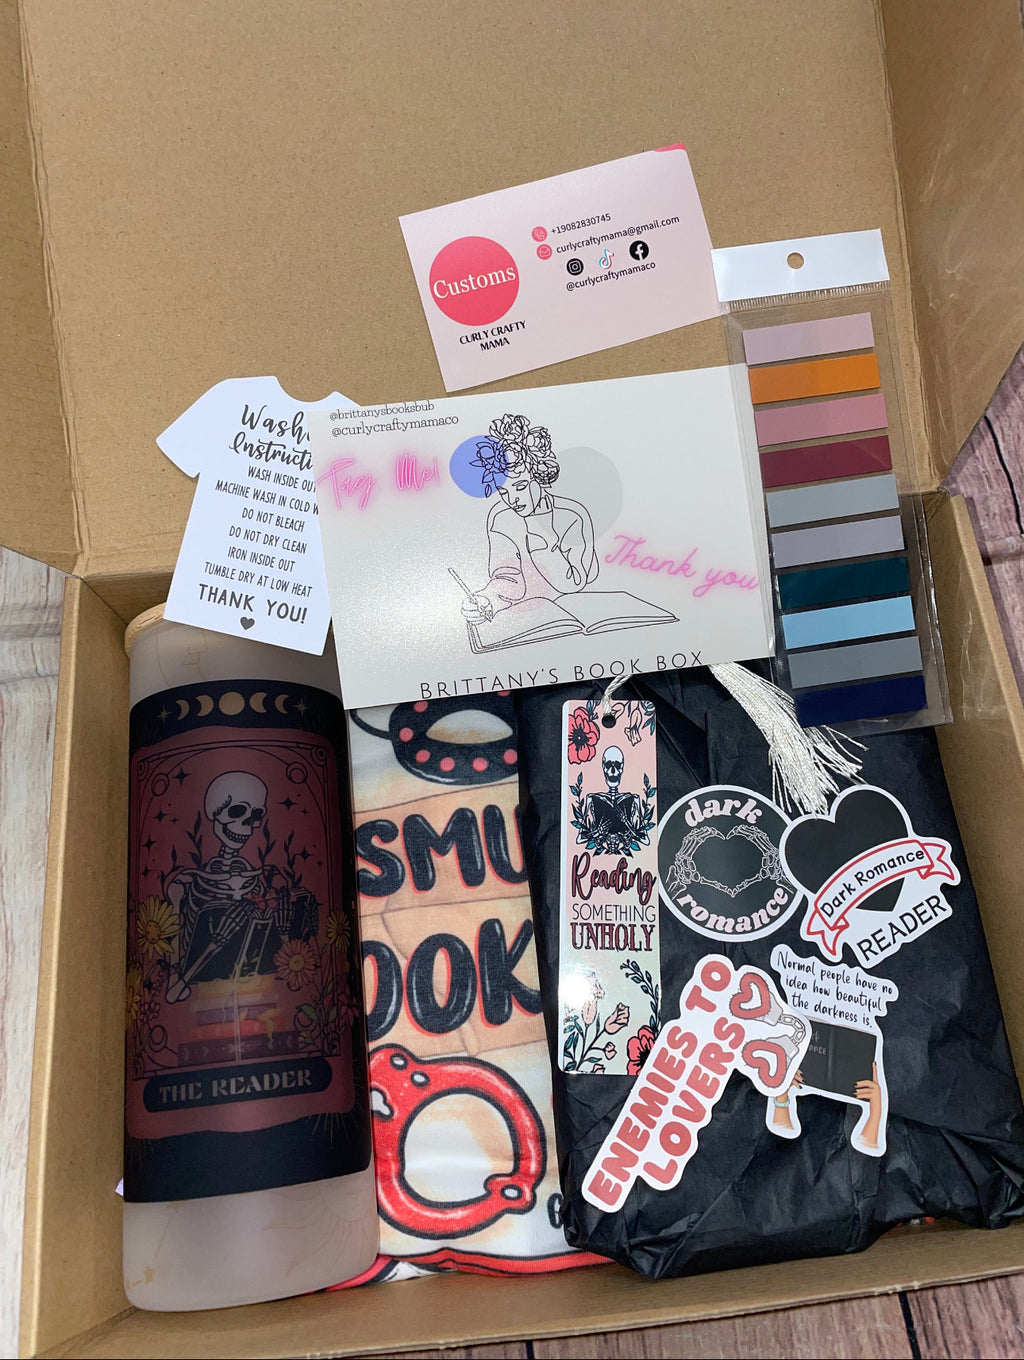 Customs
CURLY CRAFTY
MAMA
+19082830745
curlycraftymama@gmail.com
@curlycraftymamaco
Instructi
WASH INSIDE OU
MACHINE WASH IN COLD W
DO NOT BLEACH
DO NOT DRY CLEAN
IRON INSIDE OUT
TUMBLE DRY AT LOW HEAT
THANK YOU!
@brittanysbooksbub
@curlycraftymamaco
Tag Me!
Thank you
BRITTANY'S BOOK BOX
THE READER
SMU
OOK
Reading
SOMETHING
UNHOLY
dark
romance
Dark Romance
READER
Normal people have no
idea how beautiful
the darkness is.
ENEMIES TO
LOVERS